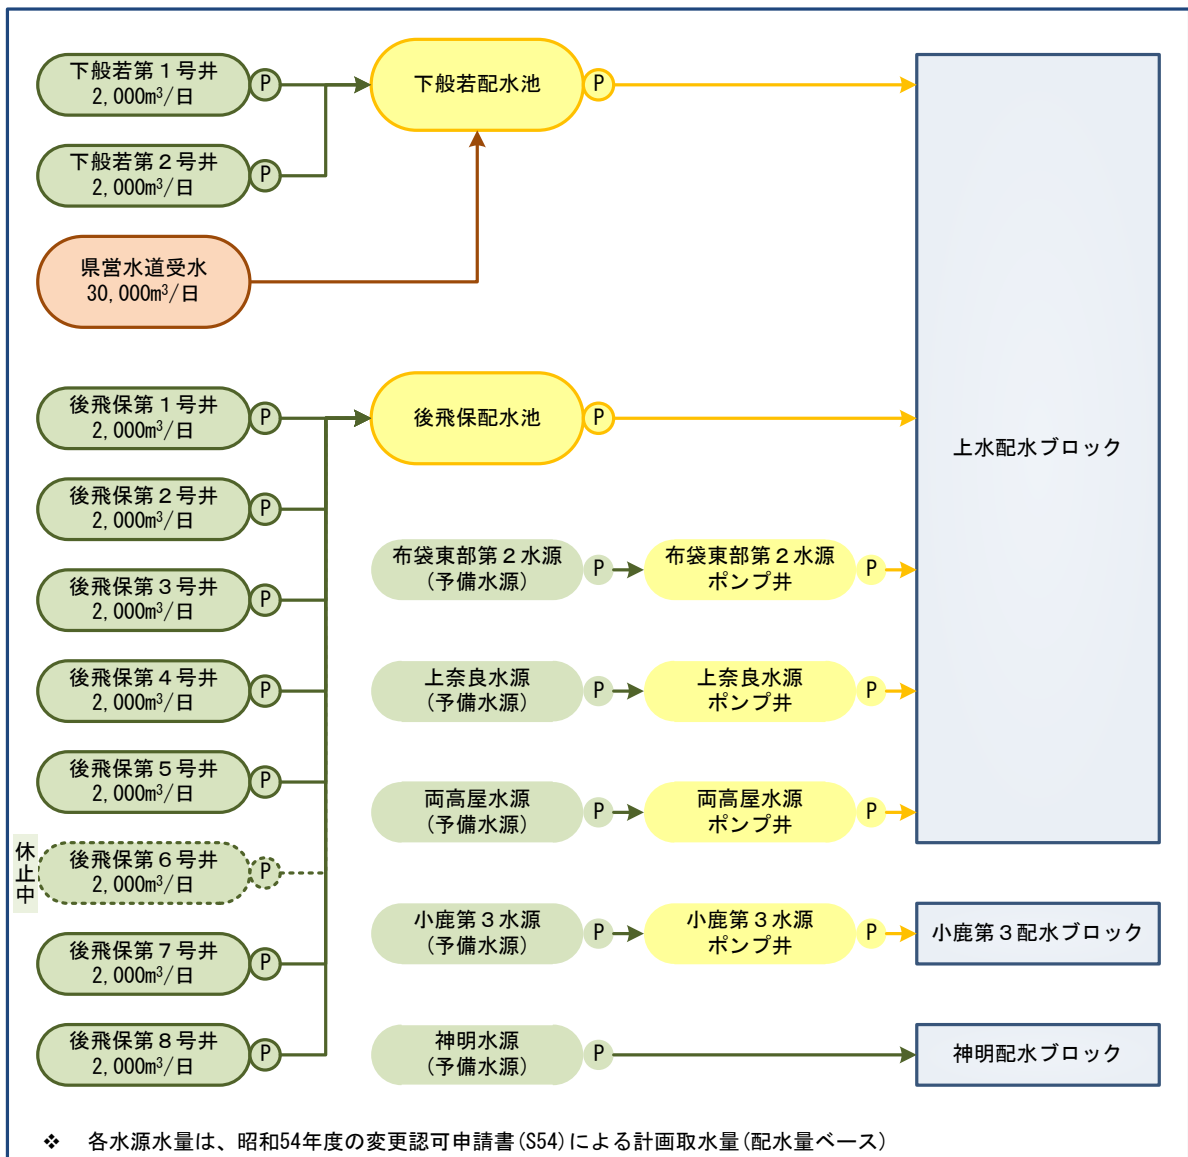 下般若第１号井
2,000m³/日
P
下般若配水池
P
下般若第２号井
2,000m³/日
P
県営水道受水
30,000m³/日
後飛保第１号井
2,000m³/日
P
後飛保配水池
P
上水配水ブロック
後飛保第２号井
2,000m³/日
P
布袋東部第２水源
(予備水源)
P
布袋東部第２水源
ポンプ井
P
後飛保第３号井
2,000m³/日
P
後飛保第４号井
2,000m³/日
P
上奈良水源
(予備水源)
P
上奈良水源
ポンプ井
P
後飛保第５号井
2,000m³/日
P
両高屋水源
(予備水源)
P
両高屋水源
ポンプ井
P
休止中
後飛保第６号井
2,000m³/日
P
小鹿第３水源
(予備水源)
P
小鹿第３水源
ポンプ井
P
小鹿第３配水ブロック
後飛保第７号井
2,000m³/日
P
後飛保第８号井
2,000m³/日
P
神明水源
(予備水源)
P
神明配水ブロック
❖ 各水源水量は、昭和54年度の変更認可申請書(S54)による計画取水量(配水量ベース)